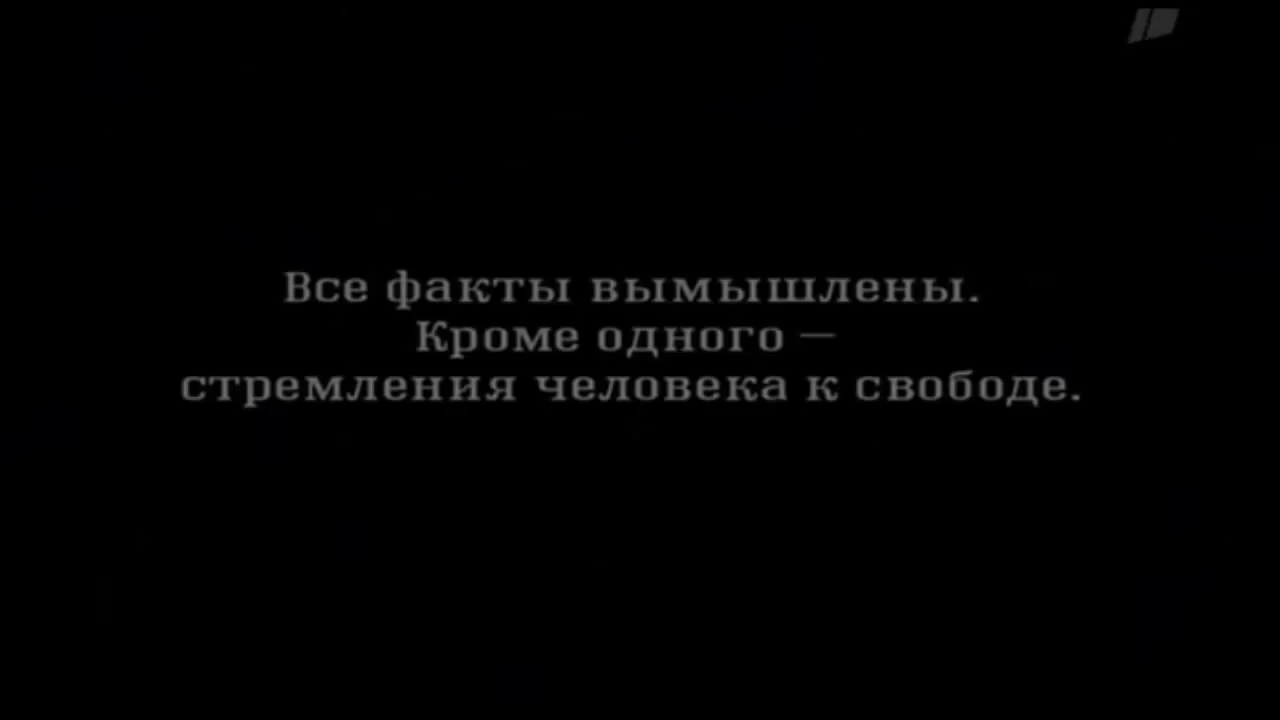 Все факты вымышлены.
Кроме одного —
стремления человека к свободе.